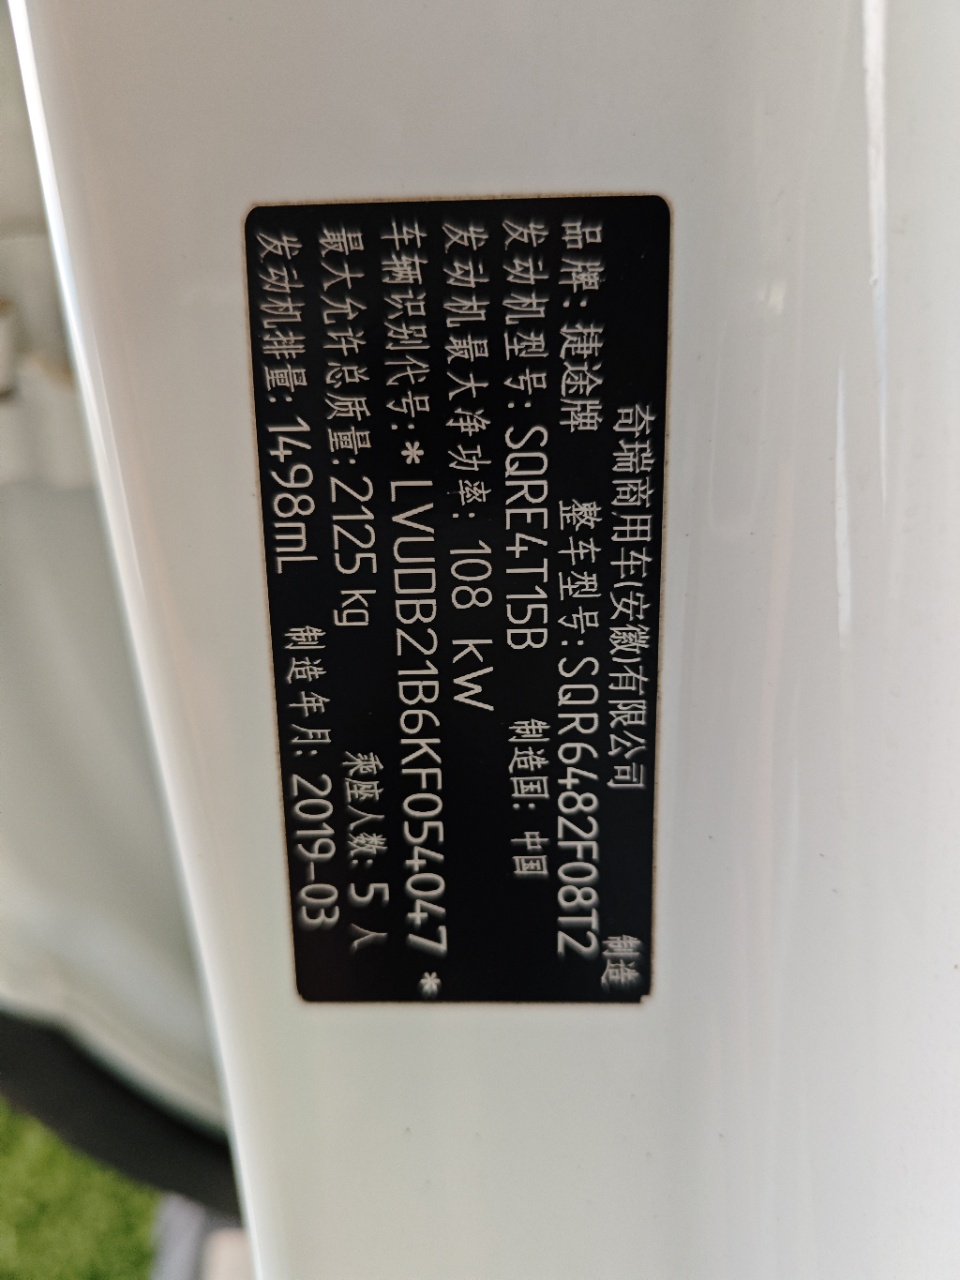 奇瑞商用车(安徽)有限公司 制造
品牌: 捷途牌 整车型号: SQR6482F08T2
发动机型号: SQRE4T15B 制造国: 中国
发动机最大净功率: 108 kW
车辆识别代号: * LVUDB21B6KF054047 *
最大允许总质量: 2125 kg 乘座人数: 5 人
发动机排量: 1498mL 制造年月: 2019-03